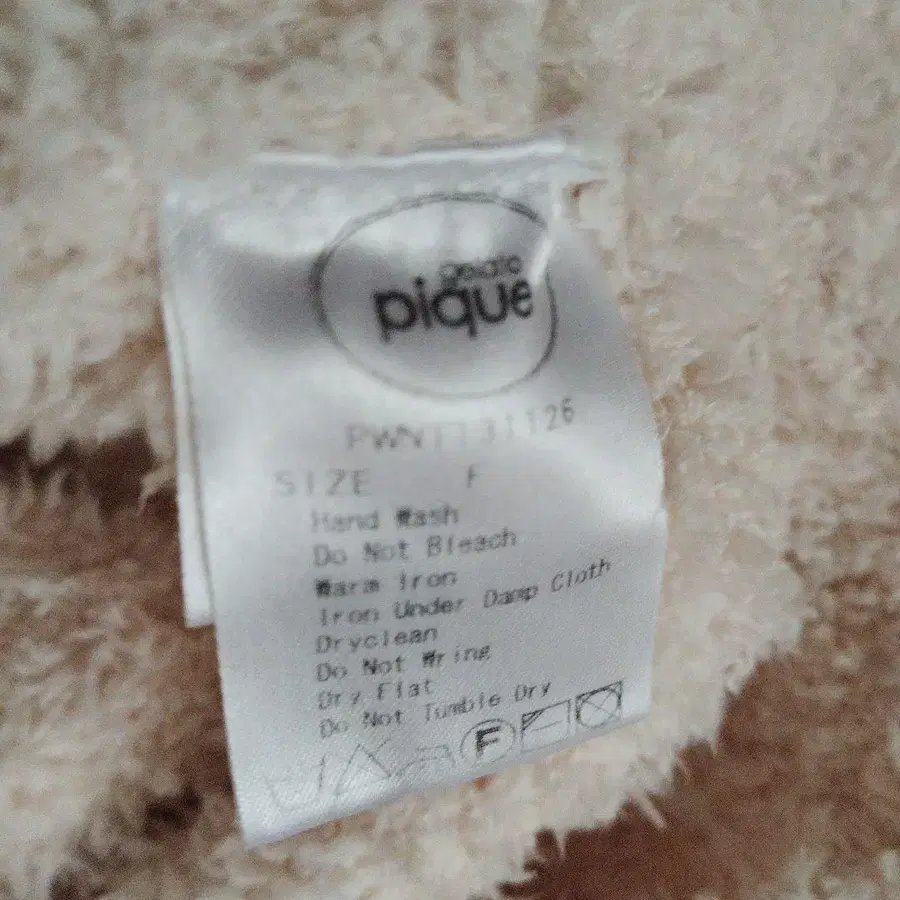 gelato
pique
PWNT131126
SIZE F
Hand Wash
Do Not Bleach
Warm Iron
Iron Under Damp Cloth
Dryclean
Do Not Wring
Dry Flat
Do Not Tumble Dry
F